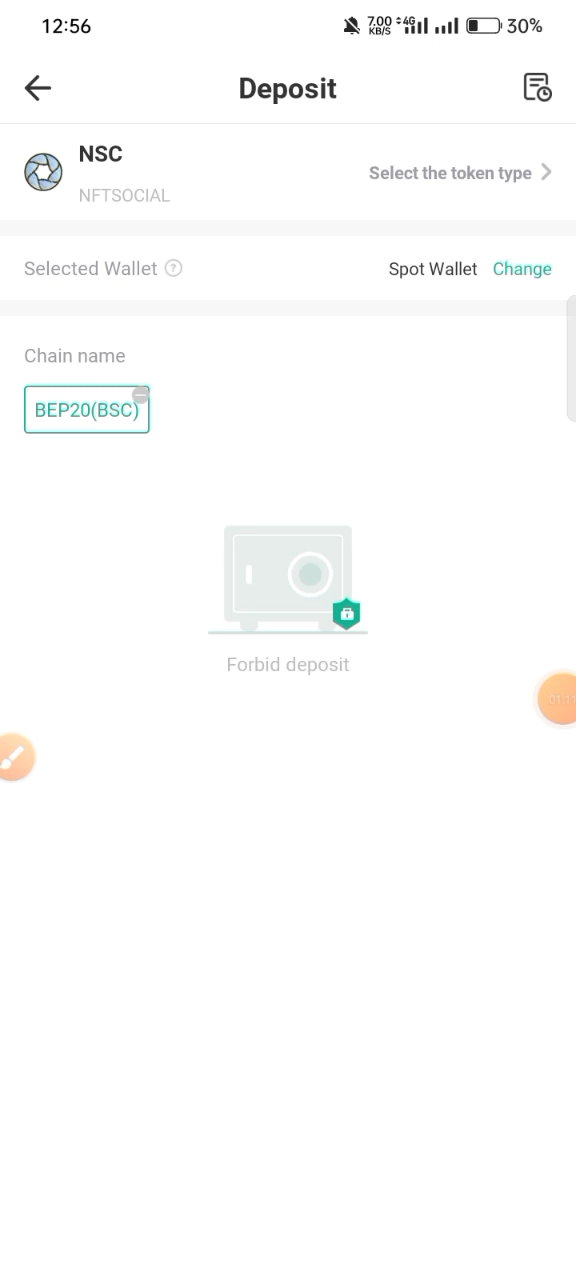 12:56
7.00 KB/S 4G 30%
Deposit
NSC
NFTSOCIAL
Select the token type
Selected Wallet ?
Spot Wallet Change
Chain name
BEP20(BSC)
Forbid deposit